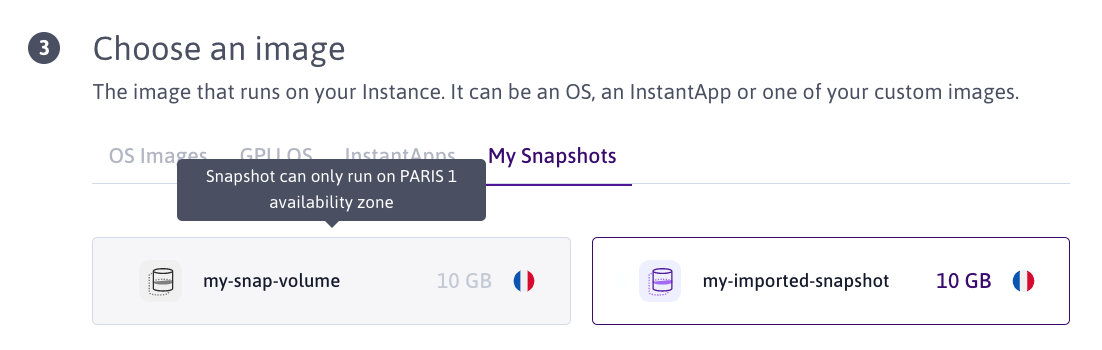 3 Choose an image
The image that runs on your Instance. It can be an OS, an InstantApp or one of your custom images.
OS Images GPU OS InstantApps My Snapshots
Snapshot can only run on PARIS 1
availability zone
my-snap-volume 10 GB my-imported-snapshot 10 GB